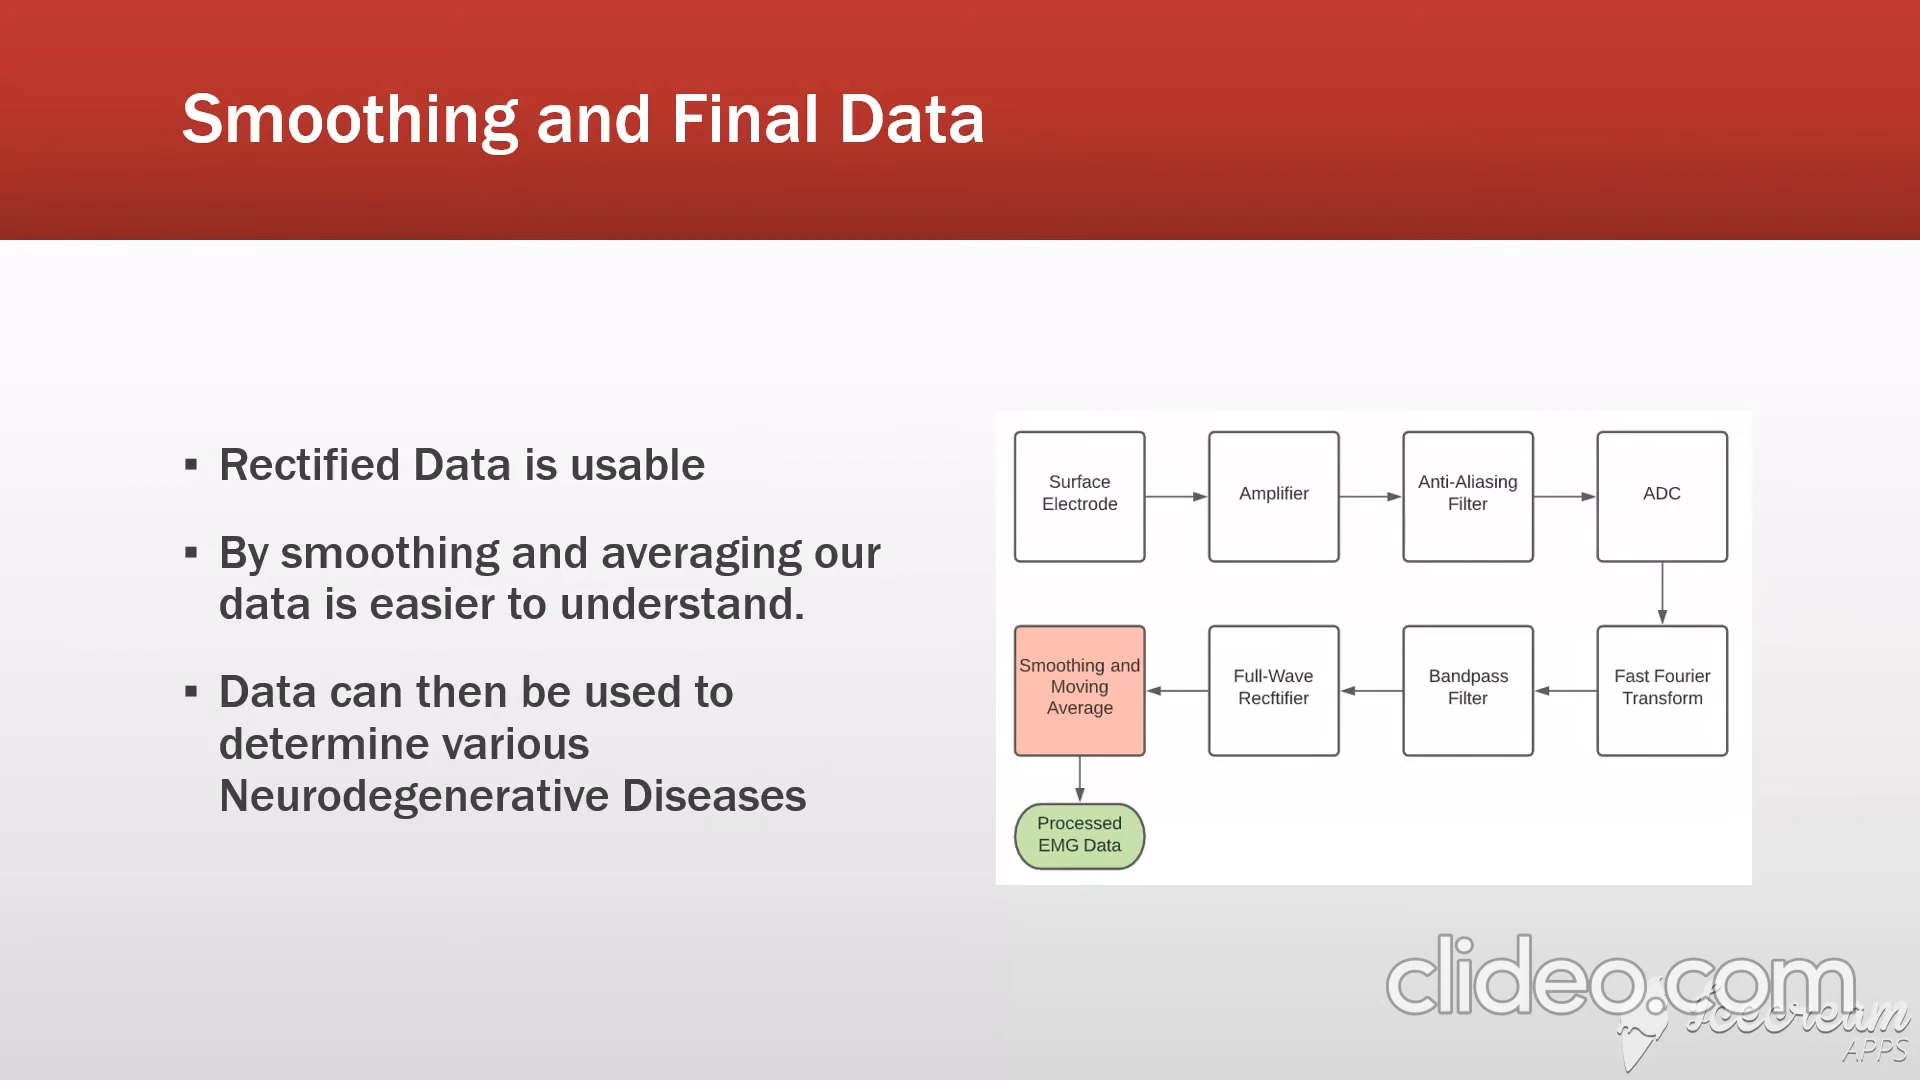 Smoothing and Final Data
▪ Rectified Data is usable
▪ By smoothing and averaging our
data is easier to understand.
▪ Data can then be used to
determine various
Neurodegenerative Diseases
Surface
Electrode
Amplifier
Anti-Aliasing
Filter
ADC
Smoothing and
Moving
Average
Full-Wave
Recftifier
Bandpass
Filter
Fast Fourier
Transform
Processed
EMG Data
clideo.com
Icecream
APPS